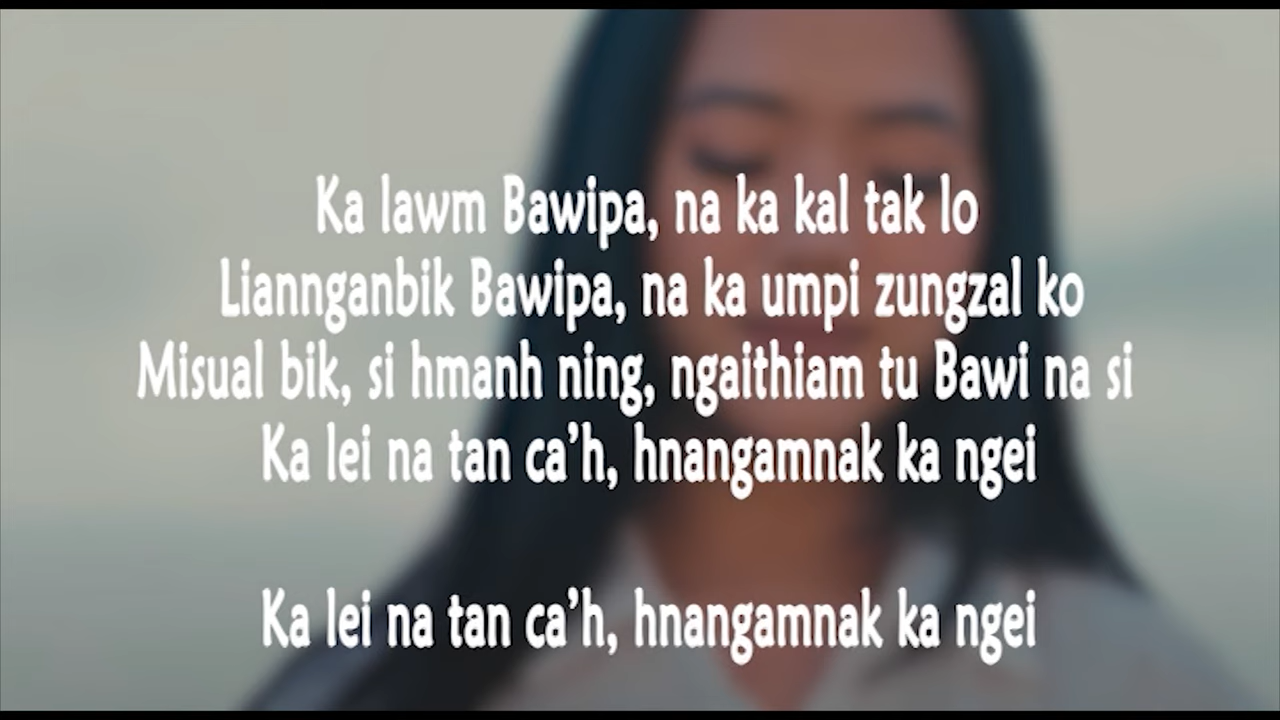 Ka lawm Bawipa, na ka kal tak lo
Liannganbik Bawipa, na ka umpi zungzal ko
Misual bik, si hmanh ning, ngaithiam tu Bawi na si
Ka lei na tan ca’h, hnangamnak ka ngei
Ka lei na tan ca’h, hnangamnak ka ngei